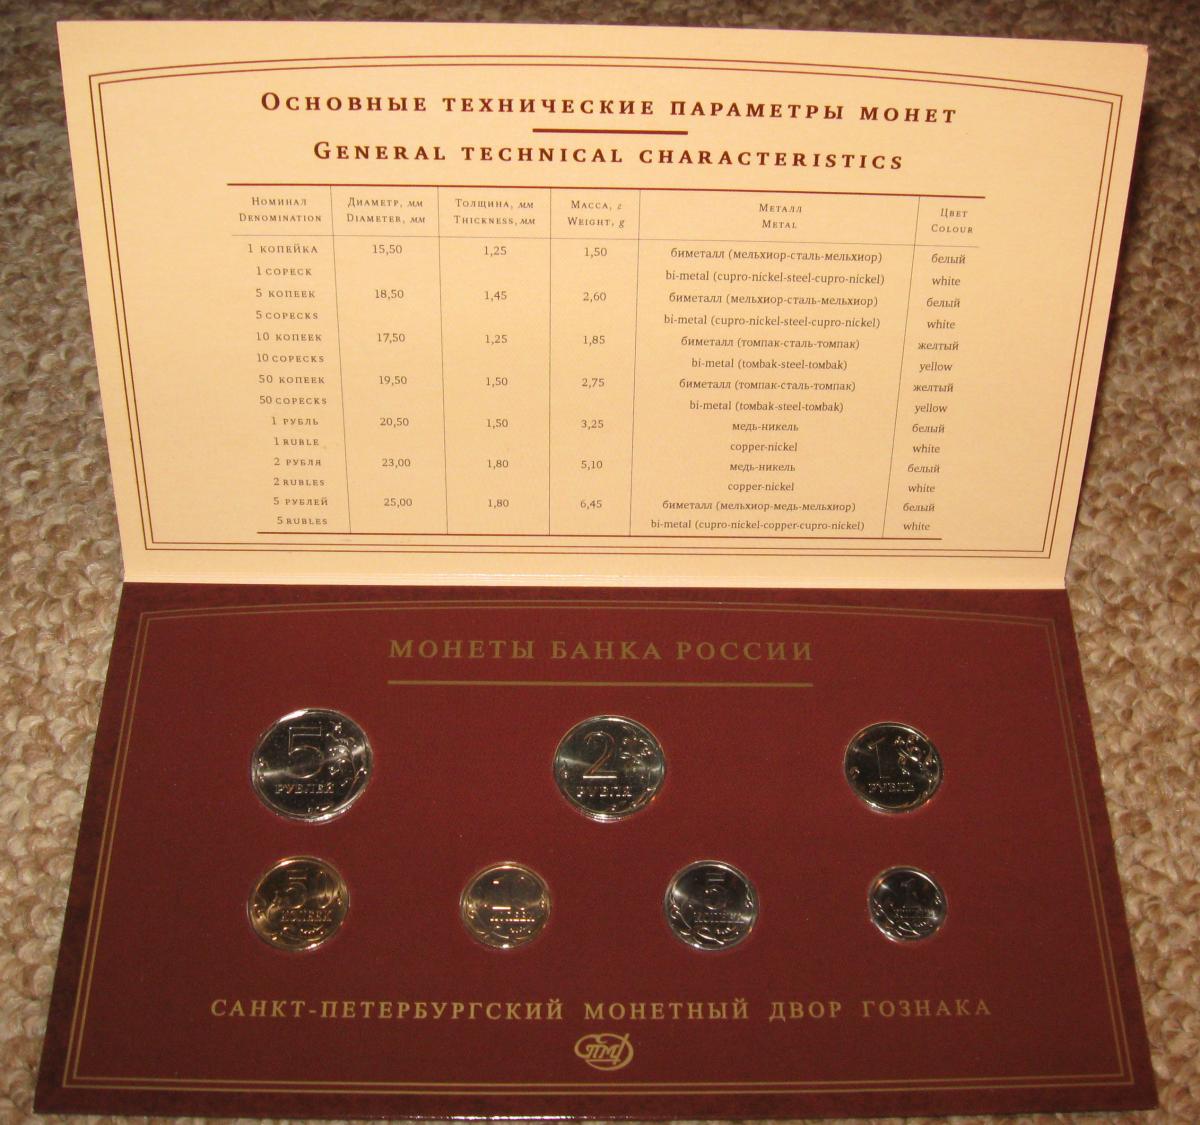 Основные технические параметры монет
General technical characteristics
Номинал Диаметр, мм Толщина, мм Масса, г Металл Цвет
Denomination Diameter, мм Thickness, мм Weight, g Metal Colour
1 копейка 15,50 1,25 1,50 биметалл (мельхиор-сталь-мельхиор) белый
1 copeck bi-metal (cupro-nickel-steel-cupro-nickel) white
5 копеек 18,50 1,45 2,60 биметалл (мельхиор-сталь-мельхиор) белый
5 copecks bi-metal (cupro-nickel-steel-cupro-nickel) white
10 копеек 17,50 1,25 1,85 биметалл (томпак-сталь-томпак) желтый
10 copecks bi-metal (tombak-steel-tombak) yellow
50 копеек 19,50 1,50 2,75 биметалл (томпак-сталь-томпак) желтый
50 copecks bi-metal (tombak-steel-tombak) yellow
1 рубль 20,50 1,50 3,25 медь-никель белый
1 ruble copper-nickel white
2 рубля 23,00 1,80 5,10 медь-никель белый
2 rubles copper-nickel white
5 рублей 25,00 1,80 6,45 биметалл (мельхиор-медь-мельхиор) белый
5 rubles bi-metal (cupro-nickel-copper-cupro-nickel) white
МОНЕТЫ БАНКА РОССИИ
5 2 1
РУБЛЕЙ РУБЛЯ РУБЛЬ
50 10 5 1
КОПЕЕК КОПЕЕК КОПЕЕК
САНКТ-ПЕТЕРБУРГСКИЙ МОНЕТНЫЙ ДВОР ГОЗНАКА
СПМД